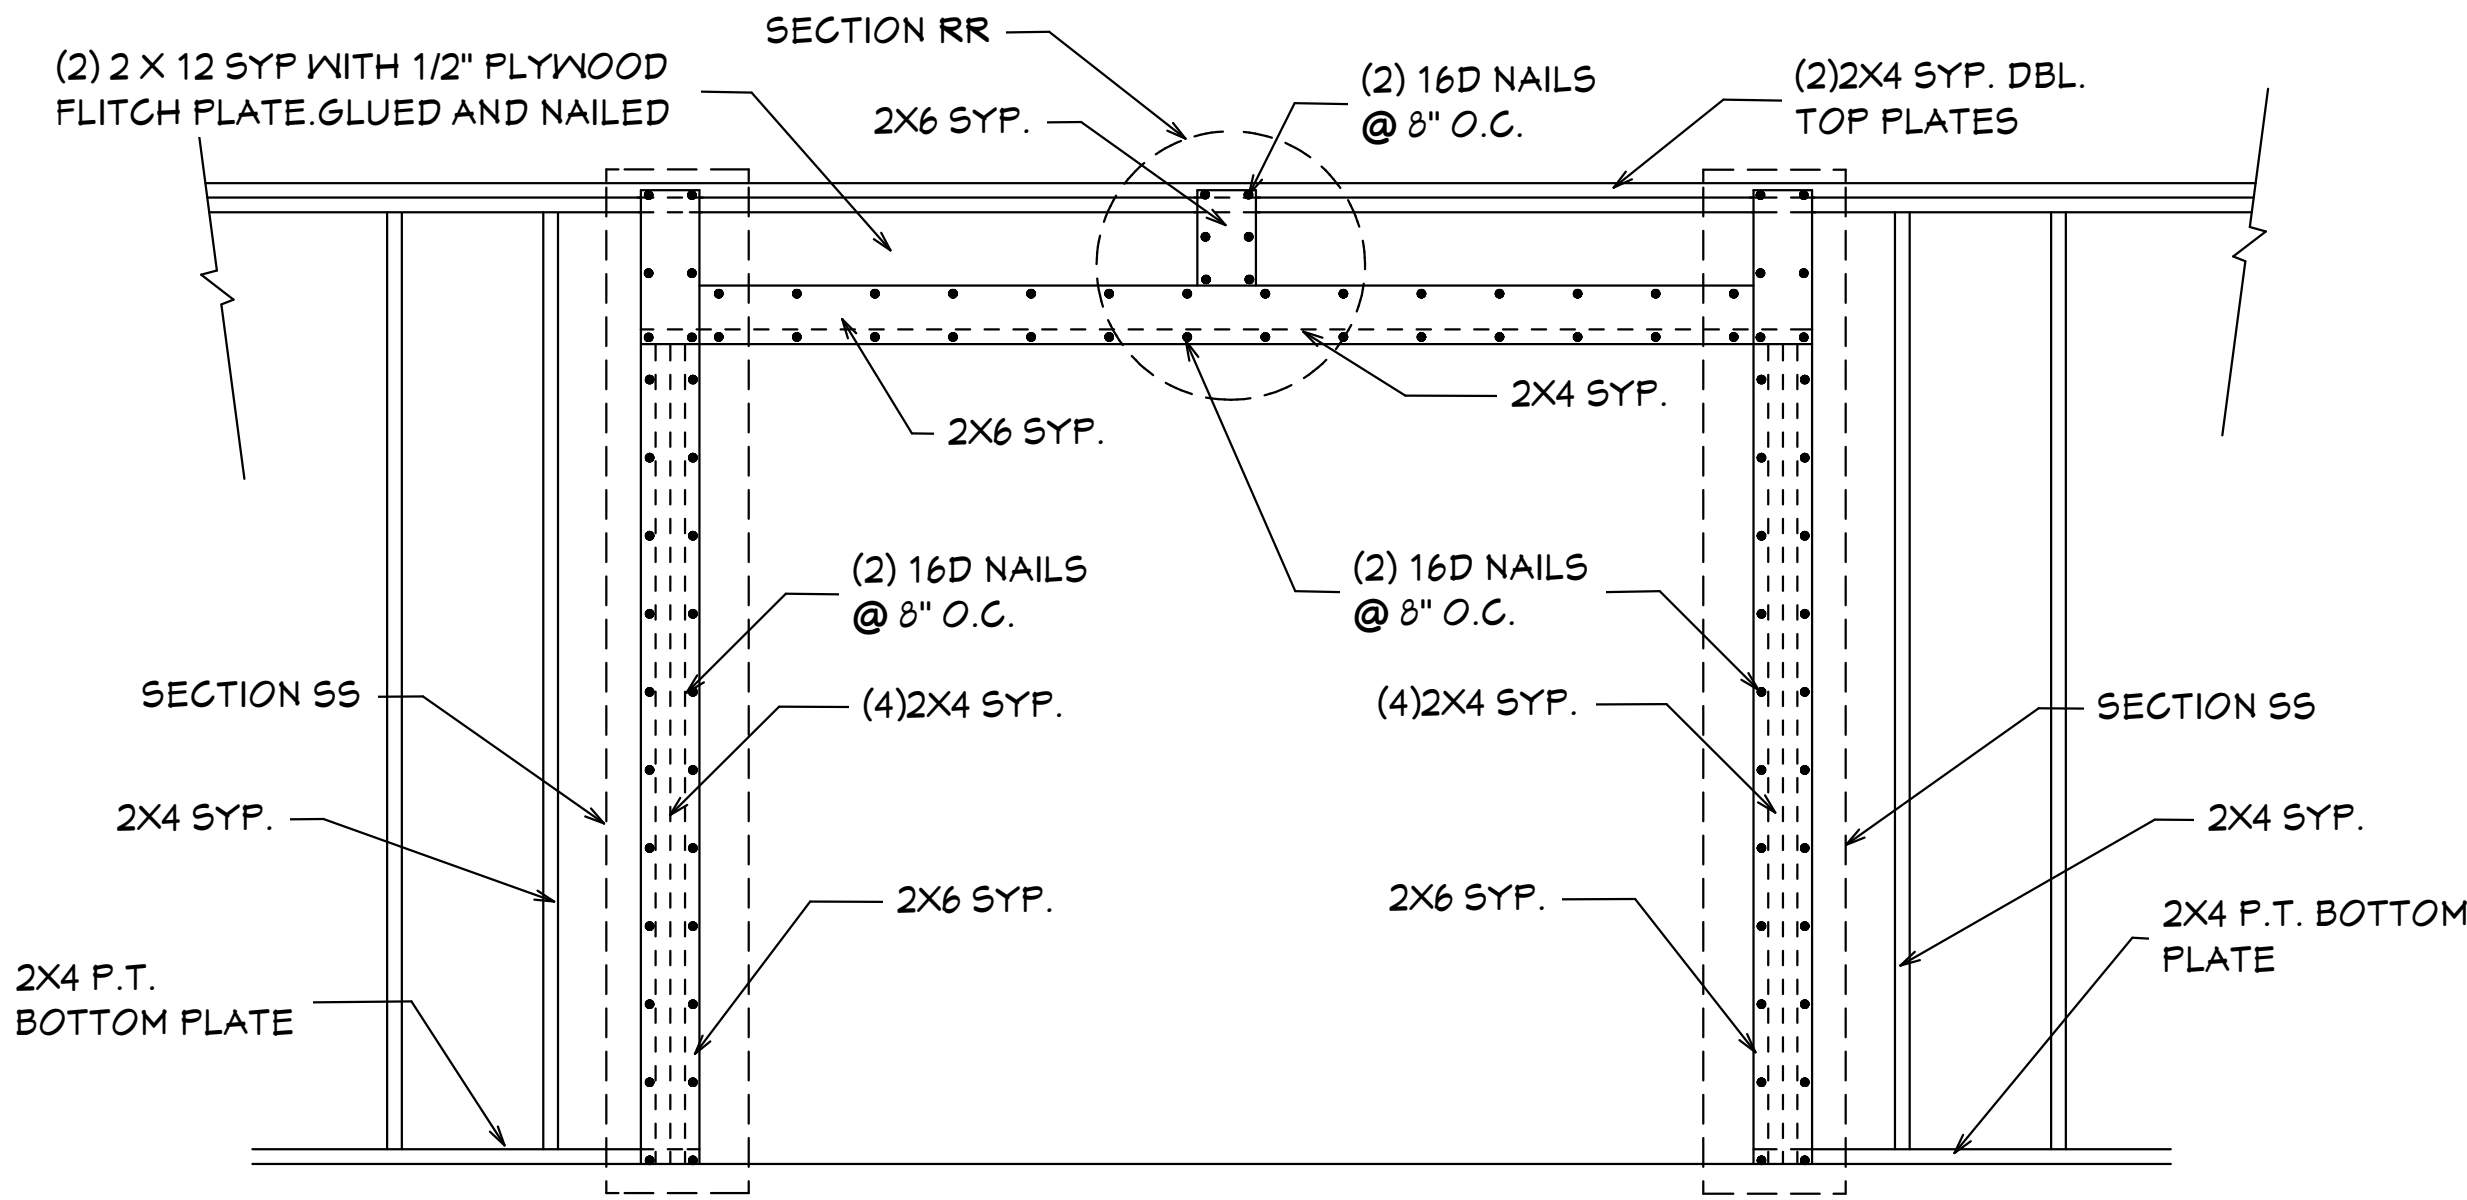 SECTION RR
(2) 2 X 12 SYP WITH 1/2" PLYWOOD
FLITCH PLATE.GLUED AND NAILED
2X6 SYP.
(2) 16D NAILS
@ 8" O.C.
(2)2X4 SYP. DBL.
TOP PLATES
2X6 SYP.
2X4 SYP.
(2) 16D NAILS
@ 8" O.C.
(2) 16D NAILS
@ 8" O.C.
SECTION SS
(4)2X4 SYP.
(4)2X4 SYP.
SECTION SS
2X4 SYP.
2X4 SYP.
2X6 SYP.
2X6 SYP.
2X4 P.T. BOTTOM
PLATE
2X4 P.T.
BOTTOM PLATE